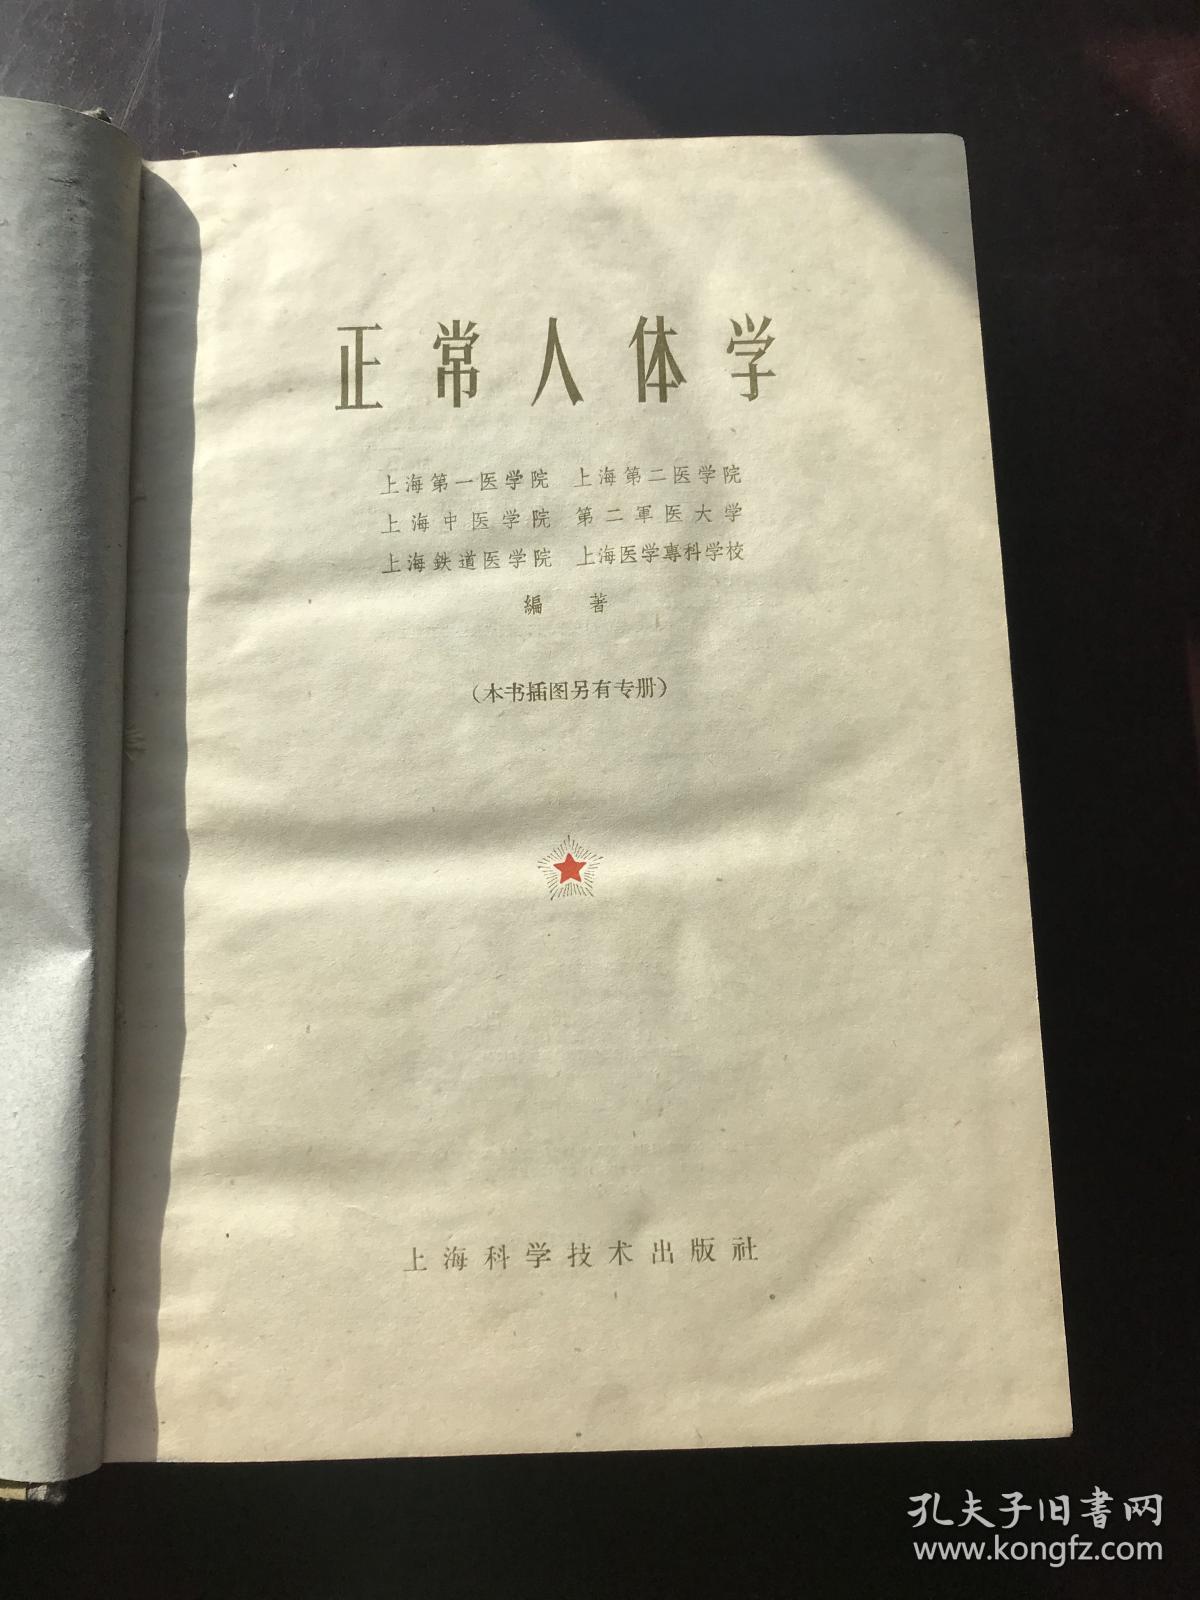 正常人体学
上海第一医学院 上海第二医学院
上海中医学院 第二軍医大学
上海鉄道医学院 上海医学專科学校
編 著
（本书插图另有专册）
上海科学技术出版社
孔夫子旧書网
www.kongfz.com